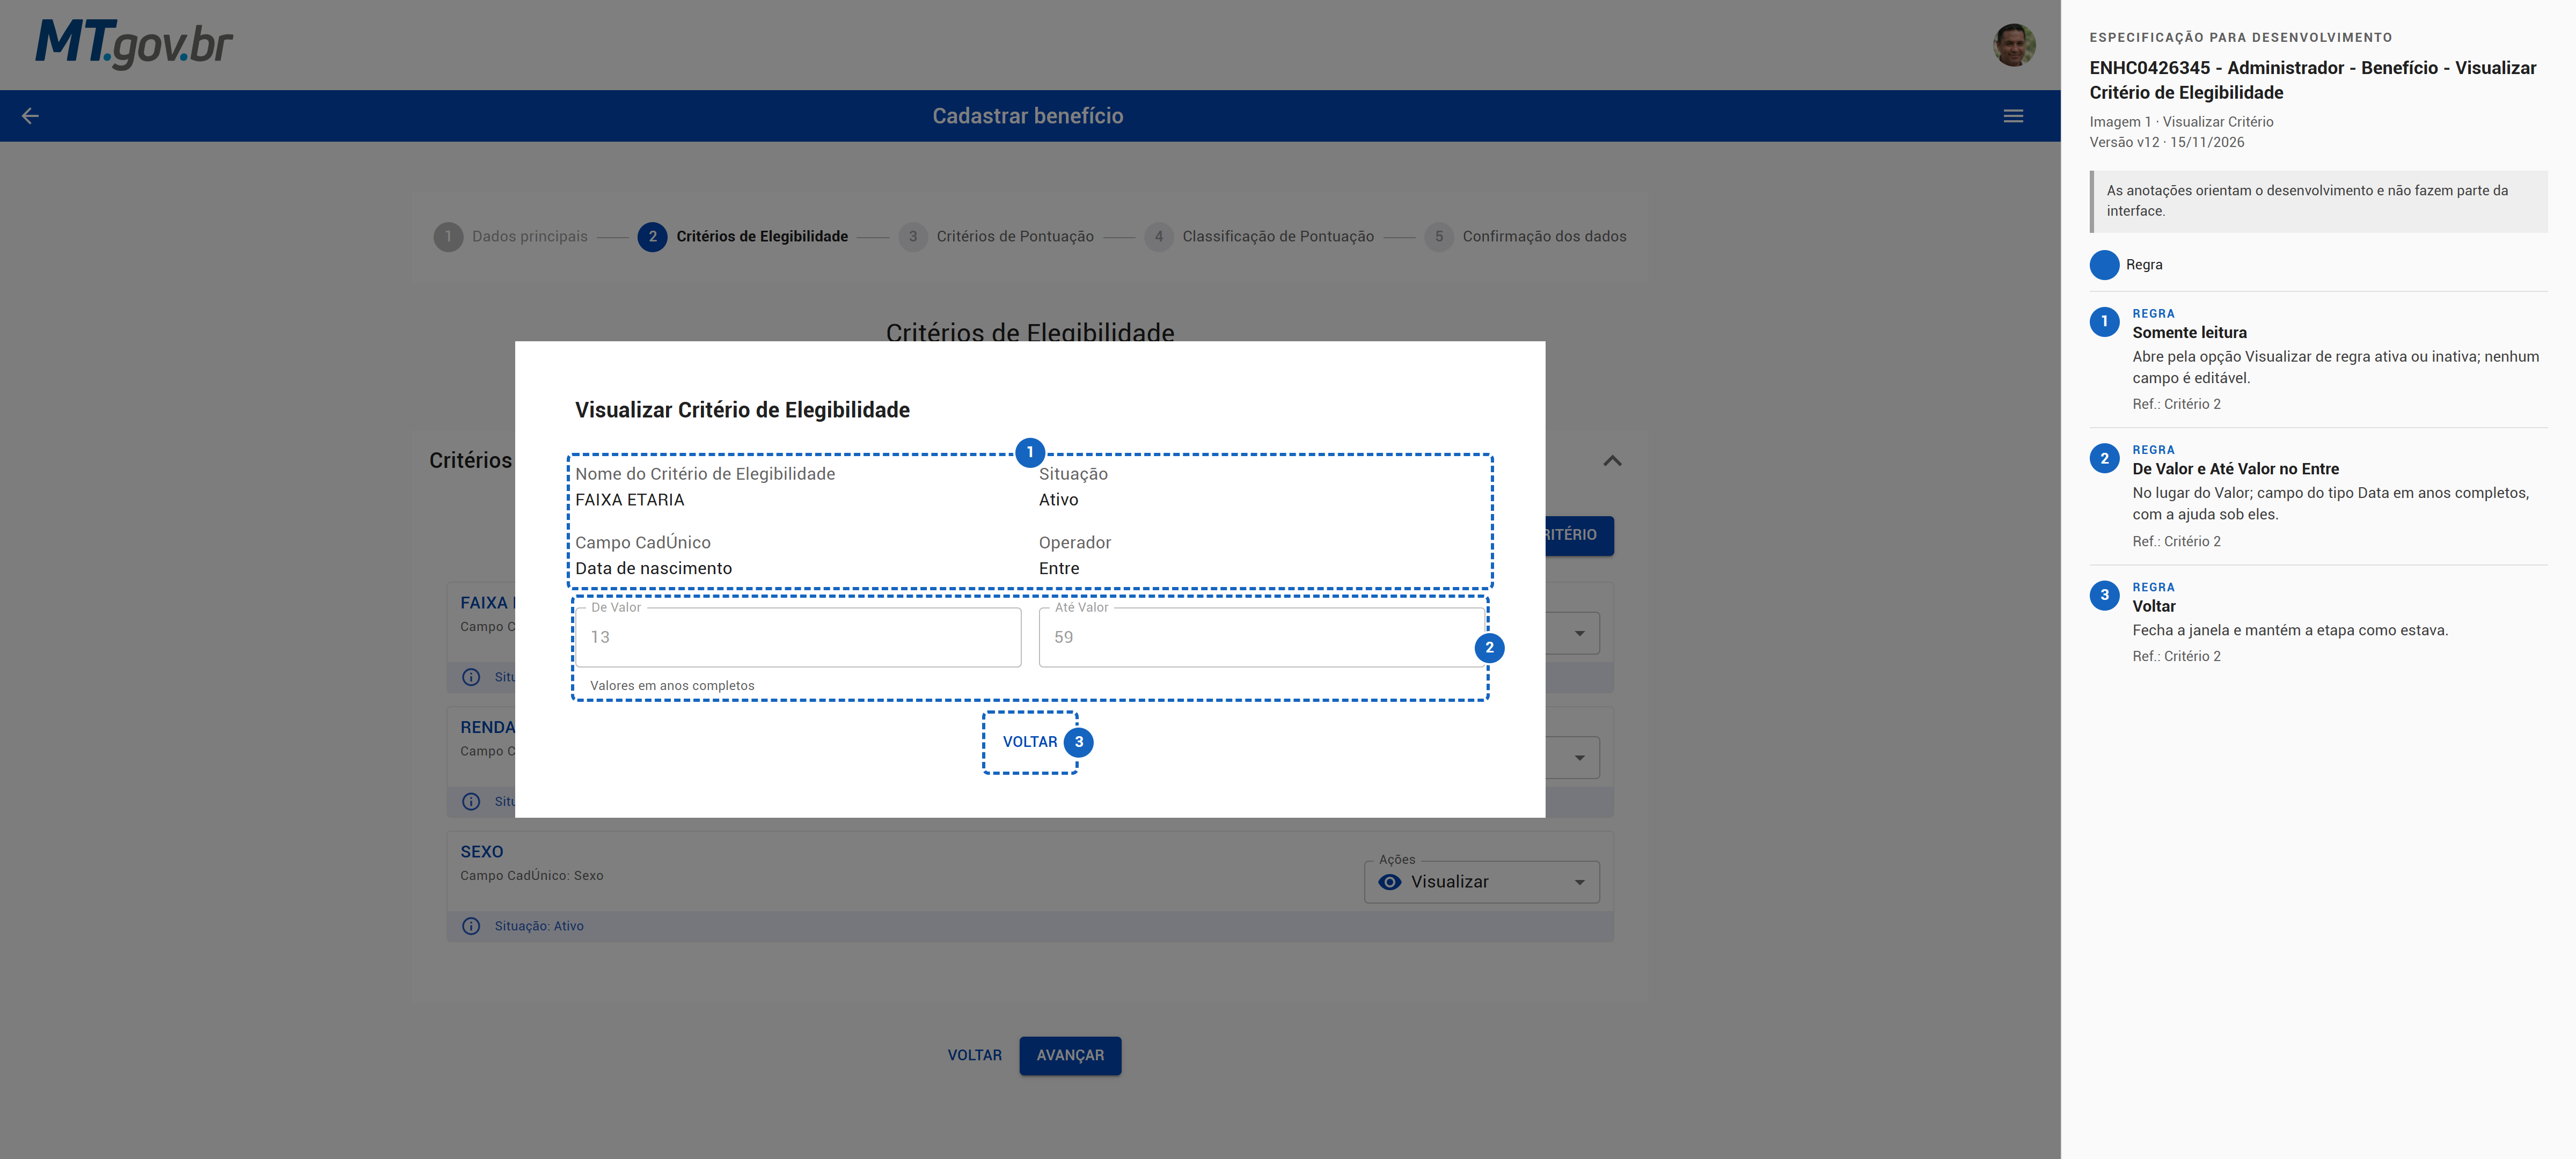 MT.gov.br
Cadastrar benefício
1 Dados principais
2 Critérios de Elegibilidade
3 Critérios de Pontuação
4 Classificação de Pontuação
5 Confirmação dos dados
Critérios de Elegibilidade
Critérios
RITÉRIO
FAIXA
Campo C
Situ
RENDA
Campo C
Situ
Visualizar Critério de Elegibilidade
1
Nome do Critério de Elegibilidade
FAIXA ETARIA
Situação
Ativo
Campo CadÚnico
Data de nascimento
Operador
Entre
De Valor
13
Até Valor
59
2
Valores em anos completos
VOLTAR
3
SEXO
Campo CadÚnico: Sexo
Ações
Visualizar
Situação: Ativo
VOLTAR
AVANÇAR
ESPECIFICAÇÃO PARA DESENVOLVIMENTO
ENHC0426345 - Administrador - Benefício - Visualizar
Critério de Elegibilidade
Imagem 1 · Visualizar Critério
Versão v12 · 15/11/2026
As anotações orientam o desenvolvimento e não fazem parte da
interface.
Regra
1
REGRA
Somente leitura
Abre pela opção Visualizar de regra ativa ou inativa; nenhum
campo é editável.
Ref.: Critério 2
2
REGRA
De Valor e Até Valor no Entre
No lugar do Valor; campo do tipo Data em anos completos,
com a ajuda sob eles.
Ref.: Critério 2
3
REGRA
Voltar
Fecha a janela e mantém a etapa como estava.
Ref.: Critério 2